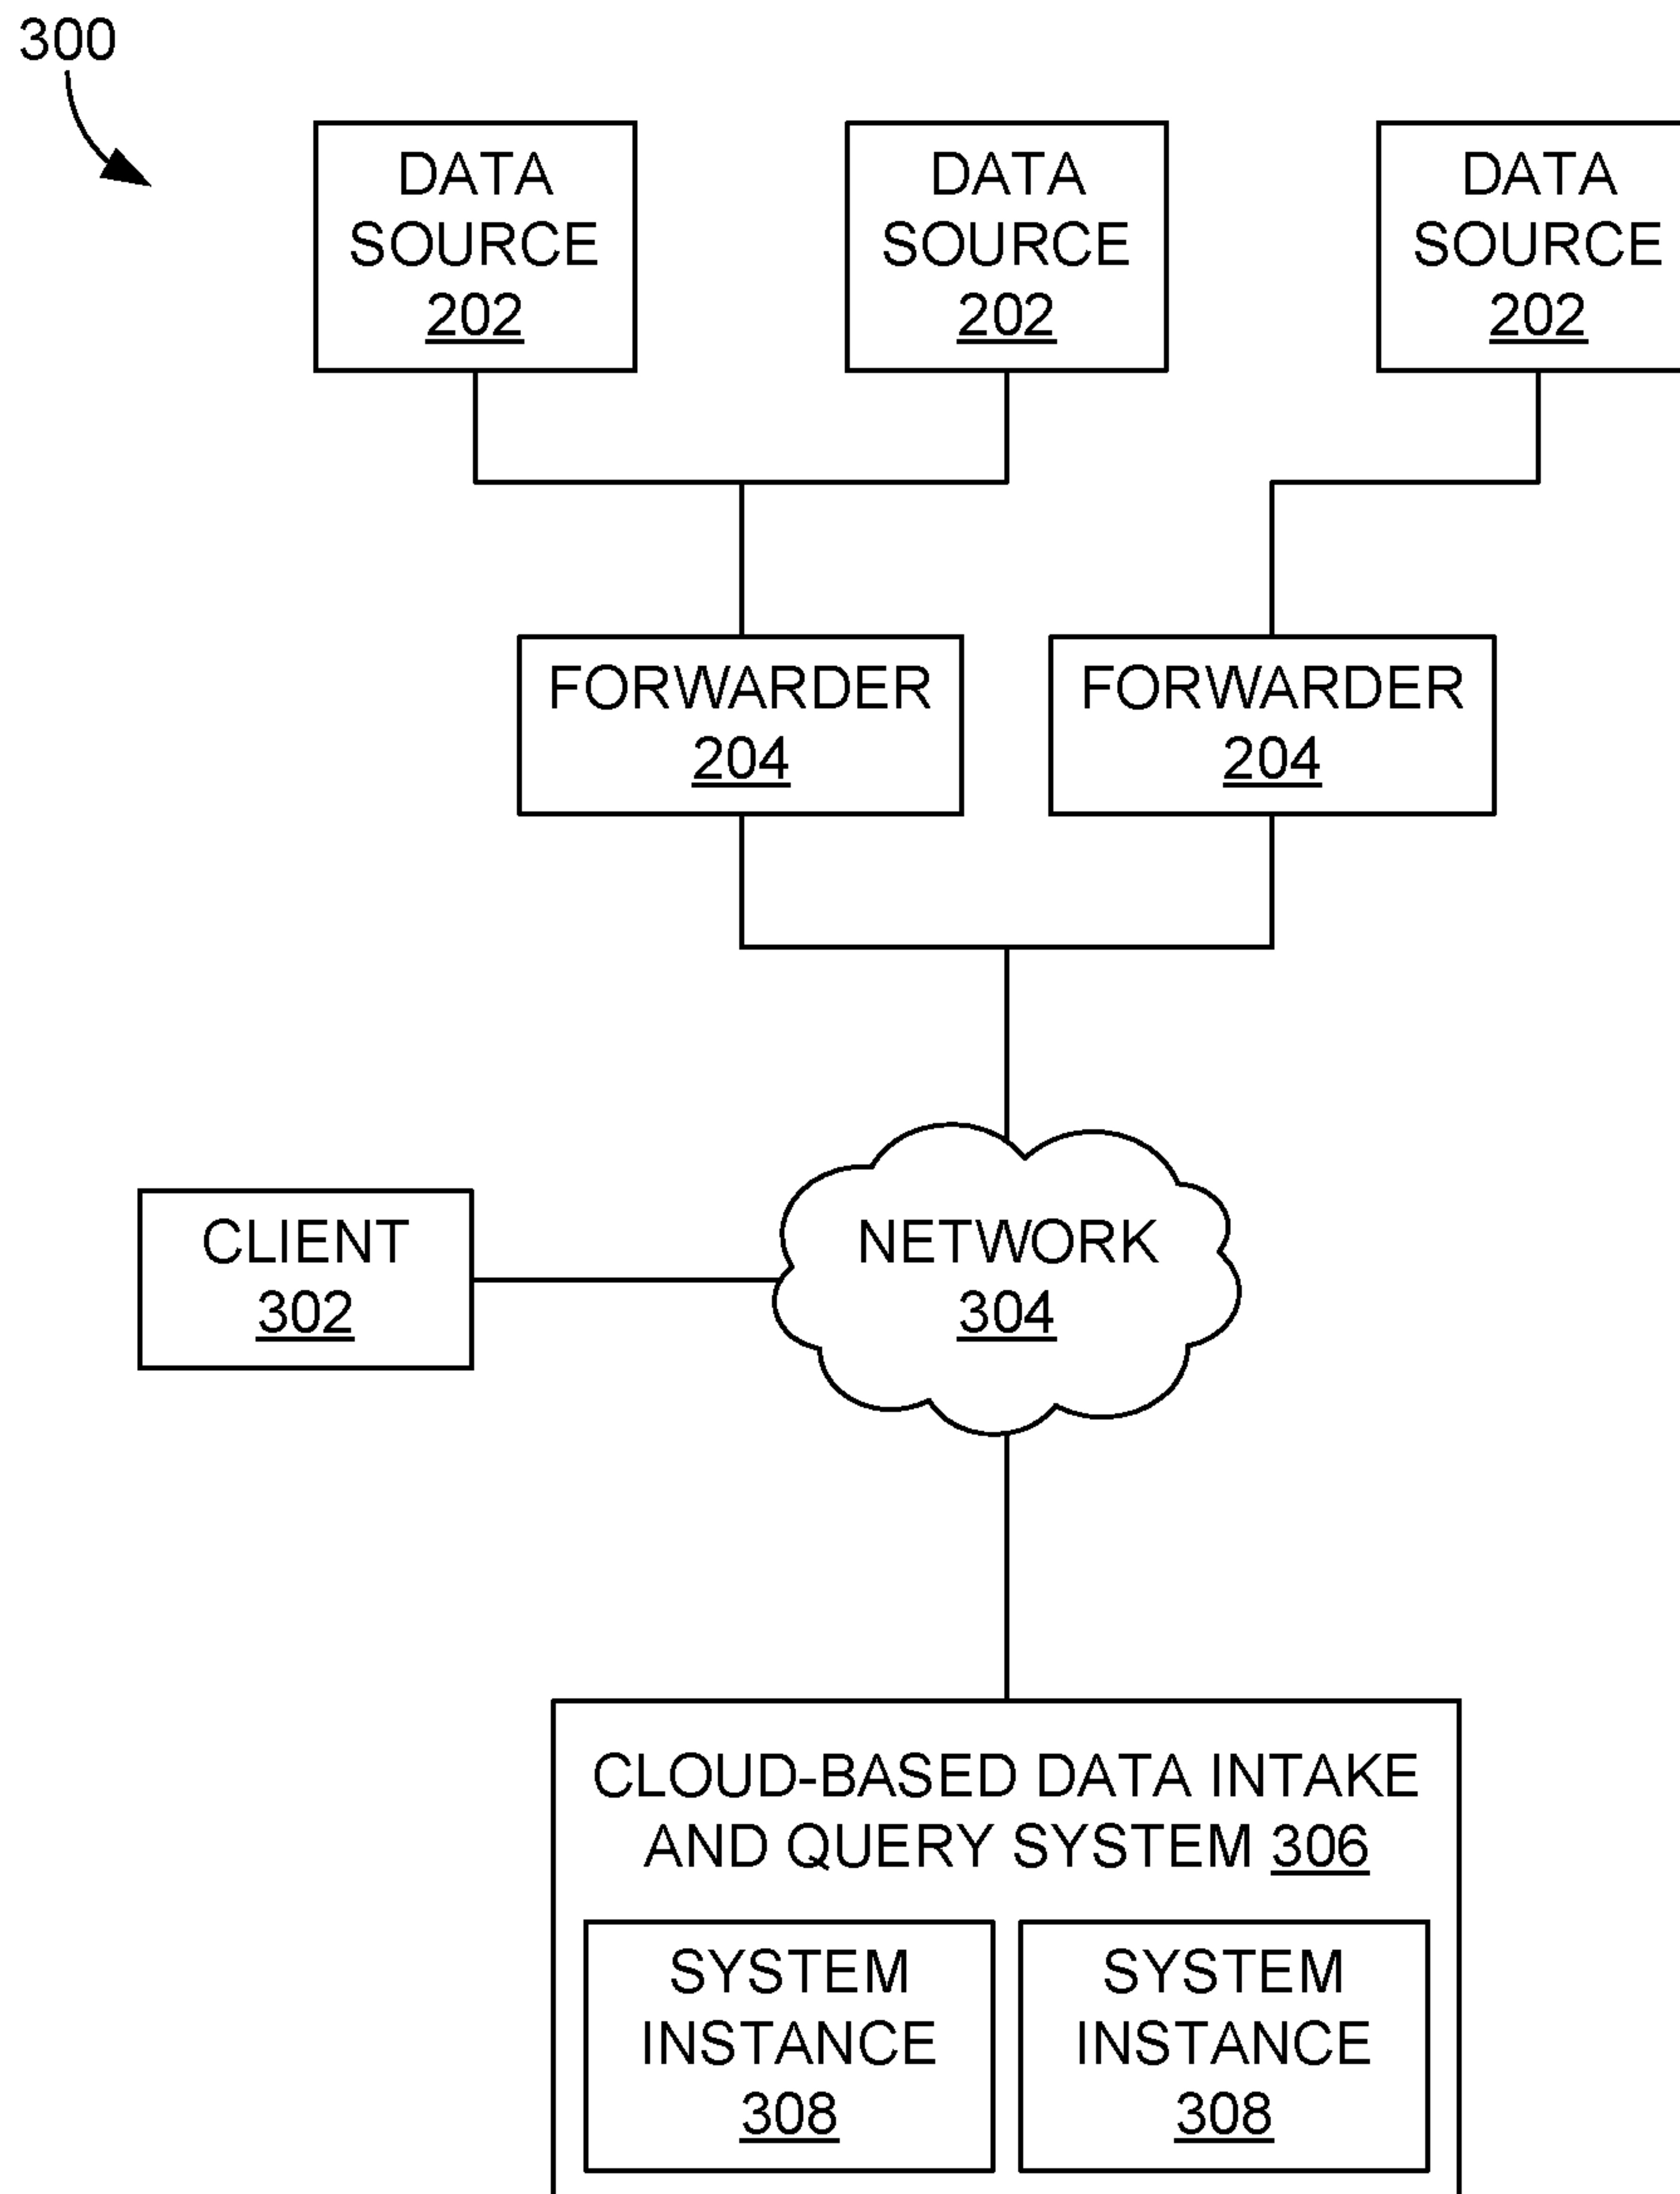 300
DATA
SOURCE
202
DATA
SOURCE
202
DATA
SOURCE
202
FORWARDER
204
FORWARDER
204
CLIENT
302
NETWORK
304
CLOUD-BASED DATA INTAKE
AND QUERY SYSTEM 306
SYSTEM
INSTANCE
308
SYSTEM
INSTANCE
308